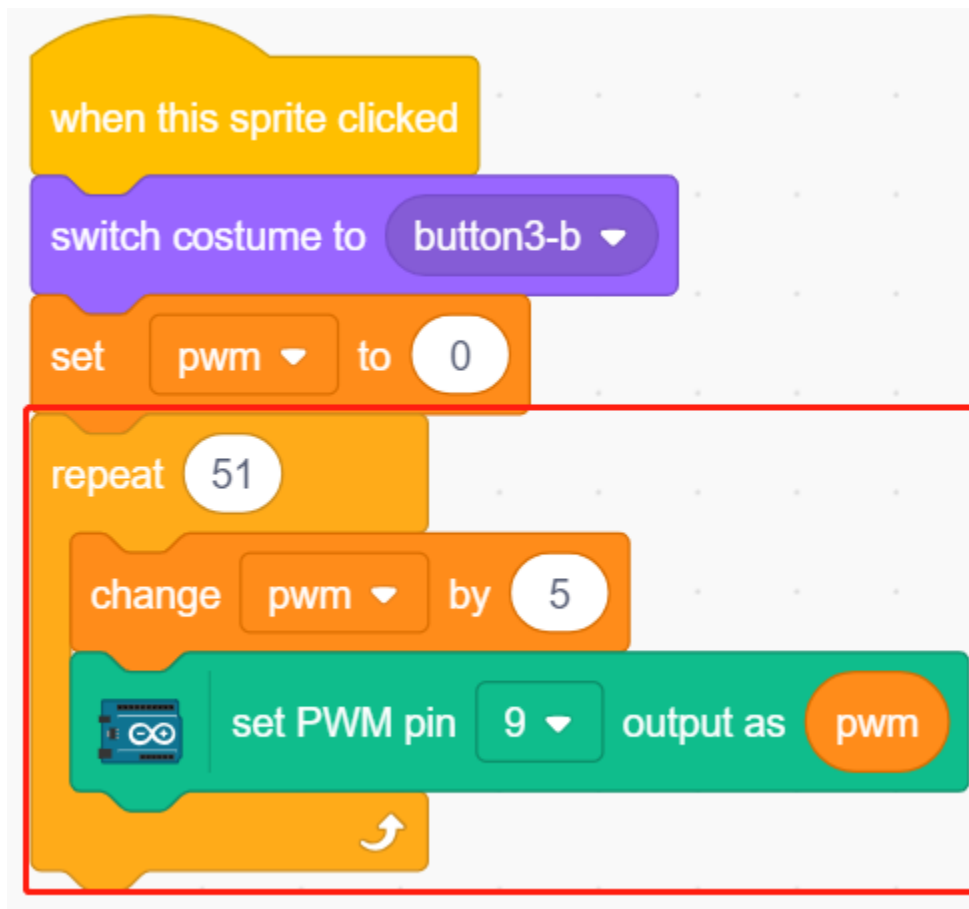 when this sprite clicked
switch costume to button3-b
set pwm to 0
repeat 51
change pwm by 5
set PWM pin 9 output as pwm